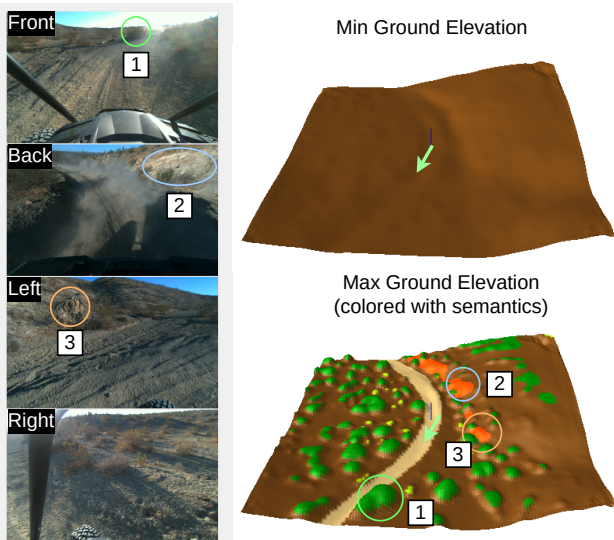 Front
1
Back
2
Left
3
Right
Min Ground Elevation
Max Ground Elevation
(colored with semantics)
2
3
1